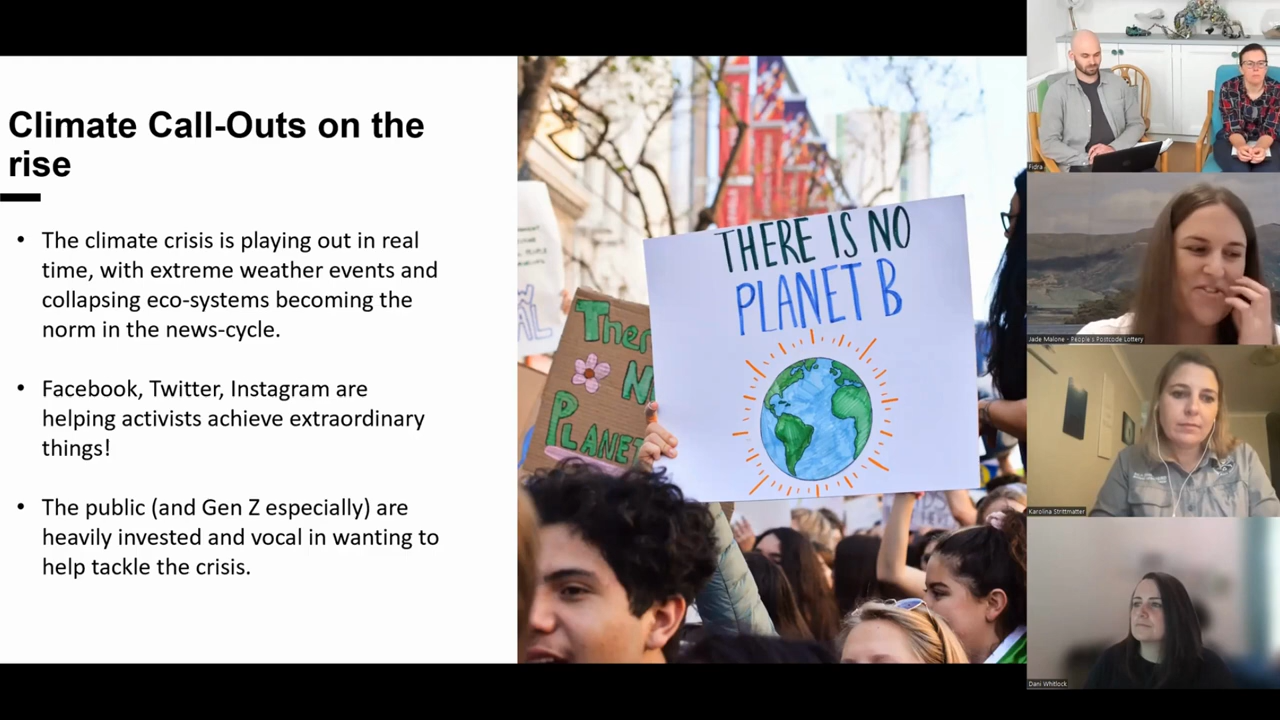 Climate Call-Outs on the
rise
• The climate crisis is playing out in real
time, with extreme weather events and
collapsing eco-systems becoming the
norm in the news-cycle.
• Facebook, Twitter, Instagram are
helping activists achieve extraordinary
things!
• The public (and Gen Z especially) are
heavily invested and vocal in wanting to
help tackle the crisis.
THERE IS NO
PLANET B
Ther
N
PLANET
Fidra
Jade Malone - People's Postcode Lottery
Karolina Strittmatter
Dani Whitlock